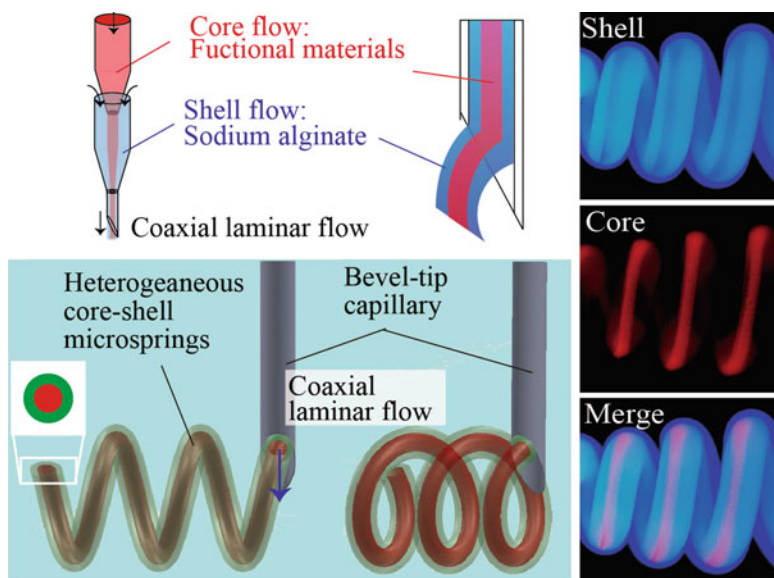 Core flow:
Fuctional materials
Shell flow:
Sodium alginate
Coaxial laminar flow
Heterogeaneous
core-shell
microsprings
Bevel-tip
capillary
Coaxial
laminar flow
Shell
Core
Merge